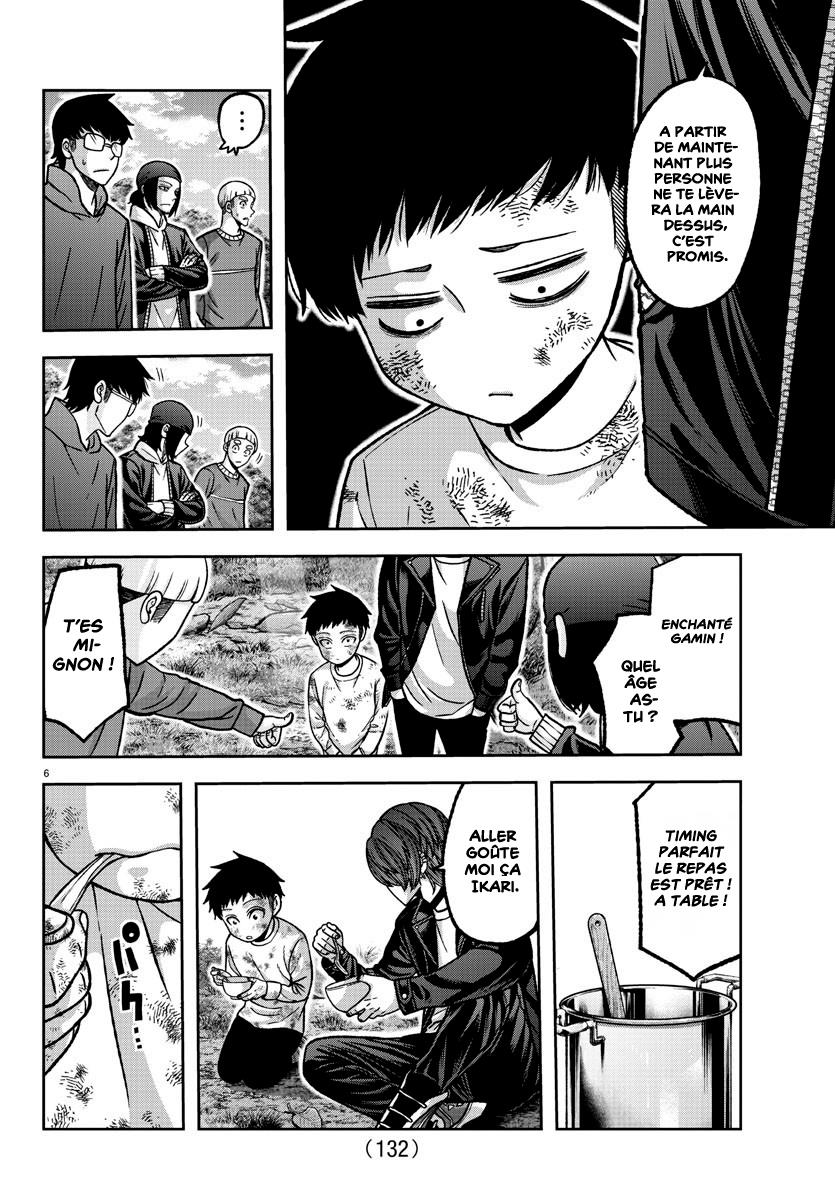 A PARTIR
DE MAINTE-
NANT PLUS
PERSONNE
NE TE LÈVE-
RA LA MAIN
DESSUS,
C'EST
PROMIS.
...
ENCHANTÉ
GAMIN !
QUEL
ÂGE
AS-
TU ?
T'ES
MI-
GNON !
6
TIMING
PARFAIT
LE REPAS
EST PRÊT !
A TABLE !
ALLER
GOÛTE
MOI ÇA
IKARI.
パク...
(132)